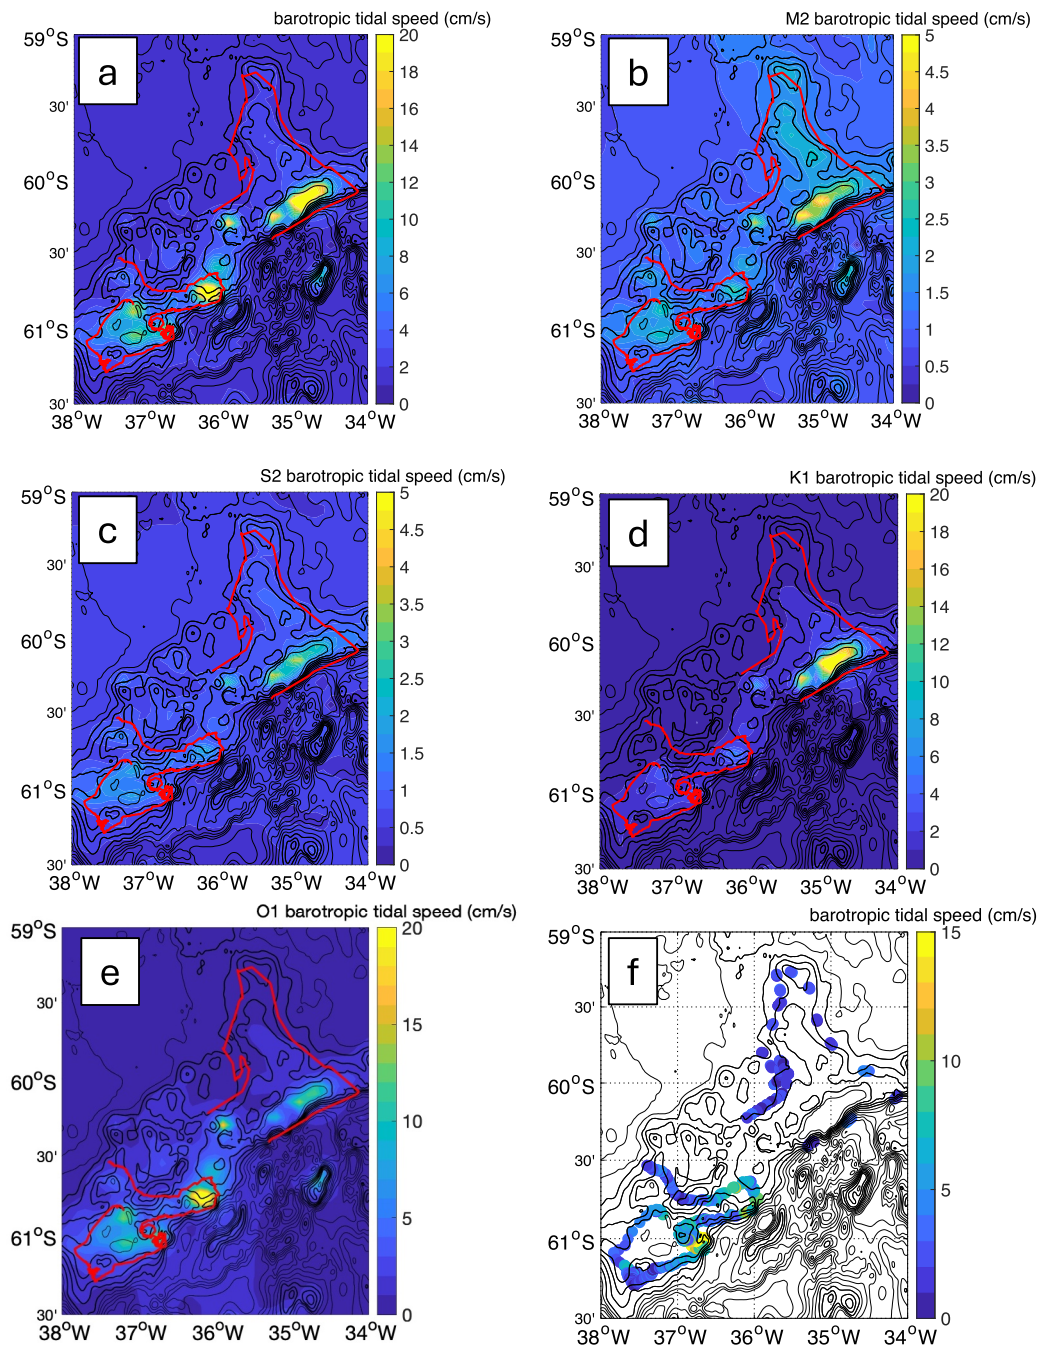 barotropic tidal speed (cm/s)
a
59°S
30'
60°S
30'
61°S
30'
38°W 37°W 36°W 35°W 34°W
20
18
16
14
12
10
8
6
4
2
0
M2 barotropic tidal speed (cm/s)
b
59°S
30'
60°S
30'
61°S
30'
38°W 37°W 36°W 35°W 34°W
5
4.5
4
3.5
3
2.5
2
1.5
1
0.5
0
S2 barotropic tidal speed (cm/s)
c
59°S
30'
60°S
30'
61°S
30'
38°W 37°W 36°W 35°W 34°W
5
4.5
4
3.5
3
2.5
2
1.5
1
0.5
0
K1 barotropic tidal speed (cm/s)
d
59°S
30'
60°S
30'
61°S
30'
38°W 37°W 36°W 35°W 34°W
20
18
16
14
12
10
8
6
4
2
0
O1 barotropic tidal speed (cm/s)
e
59°S
30'
60°S
30'
61°S
30'
38°W 37°W 36°W 35°W 34°W
20
15
10
5
0
barotropic tidal speed (cm/s)
f
59°S
30'
60°S
30'
61°S
30'
38°W 37°W 36°W 35°W 34°W
15
10
5
0